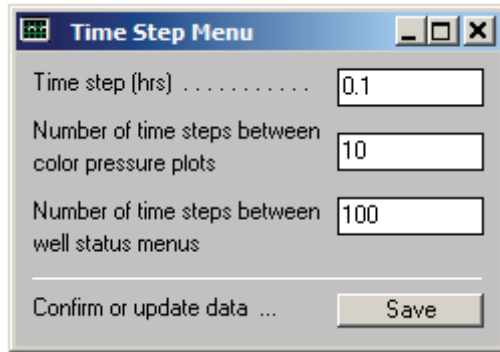 Time Step Menu
Time step (hrs) . . . . . . . . . . . 0.1
Number of time steps between
color pressure plots
10
Number of time steps between
well status menus
100
Confirm or update data ... Save